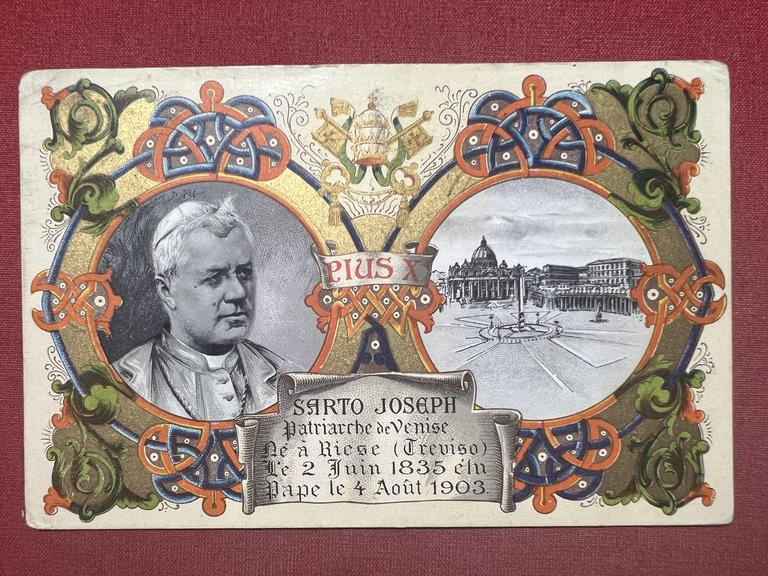 PIUS X
SARTO JOSEPH
Patriarche de Venise
Né à Riese (Treviso)
Le 2 Juin 1835 élu
Pape le 4 Août 1903.